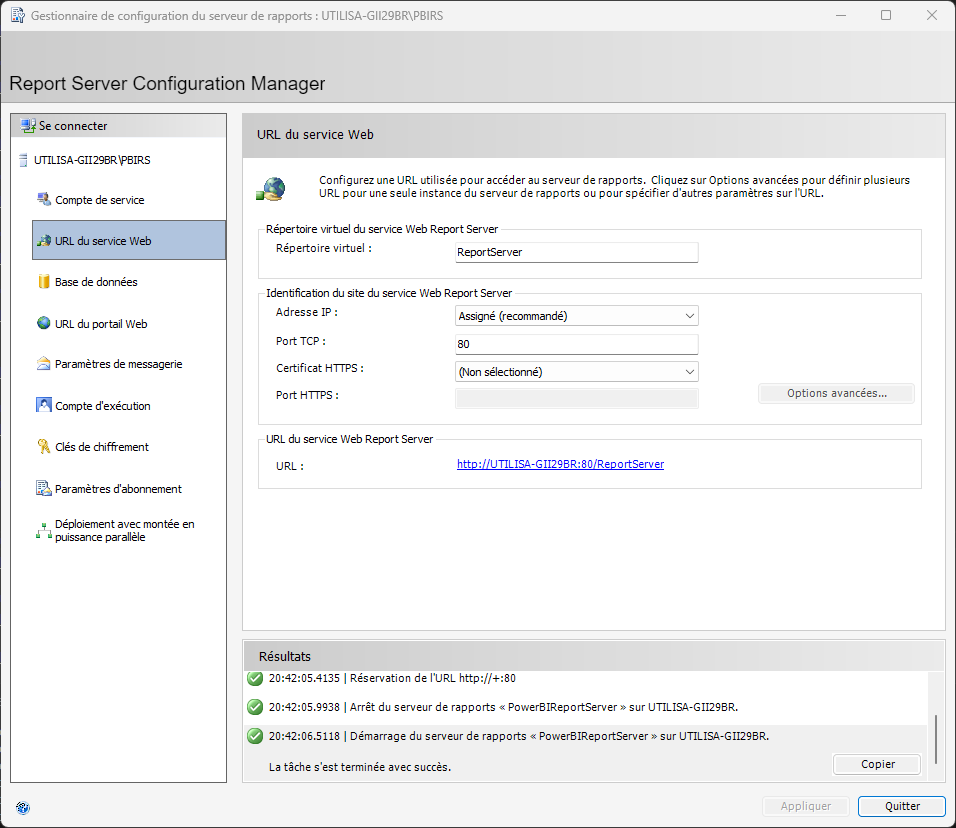 Gestionnaire de configuration du serveur de rapports : UTILISA-GII29BR\PBIRS
Report Server Configuration Manager
Se connecter
UTILISA-GII29BR\PBIRS
Compte de service
URL du service Web
Base de données
URL du portail Web
Paramètres de messagerie
Compte d'exécution
Clés de chiffrement
Paramètres d'abonnement
Déploiement avec montée en
puissance parallèle
URL du service Web
Configurez une URL utilisée pour accéder au serveur de rapports. Cliquez sur Options avancées pour définir plusieurs
URL pour une seule instance du serveur de rapports ou pour spécifier d'autres paramètres sur l'URL.
Répertoire virtuel du service Web Report Server
Répertoire virtuel : ReportServer
Identification du site du service Web Report Server
Adresse IP : Assigné (recommandé)
Port TCP : 80
Certificat HTTPS : (Non sélectionné)
Port HTTPS :
Options avancées...
URL du service Web Report Server
URL : http://UTILISA-GII29BR:80/ReportServer
Résultats
20:42:05.4135 | Réservation de l'URL http://+:80
20:42:05.9938 | Arrêt du serveur de rapports « PowerBIReportServer » sur UTILISA-GII29BR.
20:42:06.5118 | Démarrage du serveur de rapports « PowerBIReportServer » sur UTILISA-GII29BR.
La tâche s'est terminée avec succès.
Copier
Appliquer
Quitter